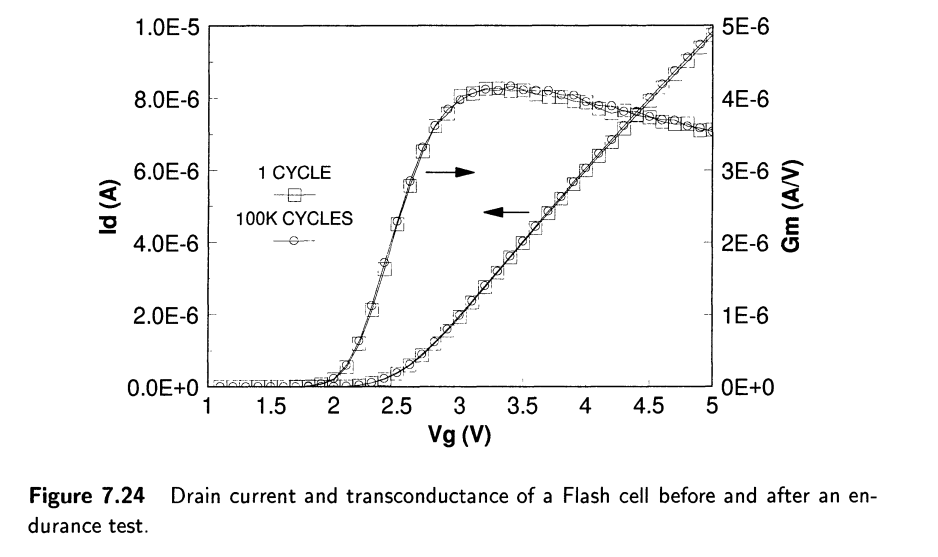 1.0E-5
8.0E-6
6.0E-6
4.0E-6
2.0E-6
0.0E+0
Id (A)
5E-6
4E-6
3E-6
2E-6
1E-6
0E+0
Gm (A/V)
1 CYCLE
100K CYCLES
1 1.5 2 2.5 3 3.5 4 4.5 5
Vg (V)
Figure 7.24 Drain current and transconductance of a Flash cell before and after an en-
durance test.